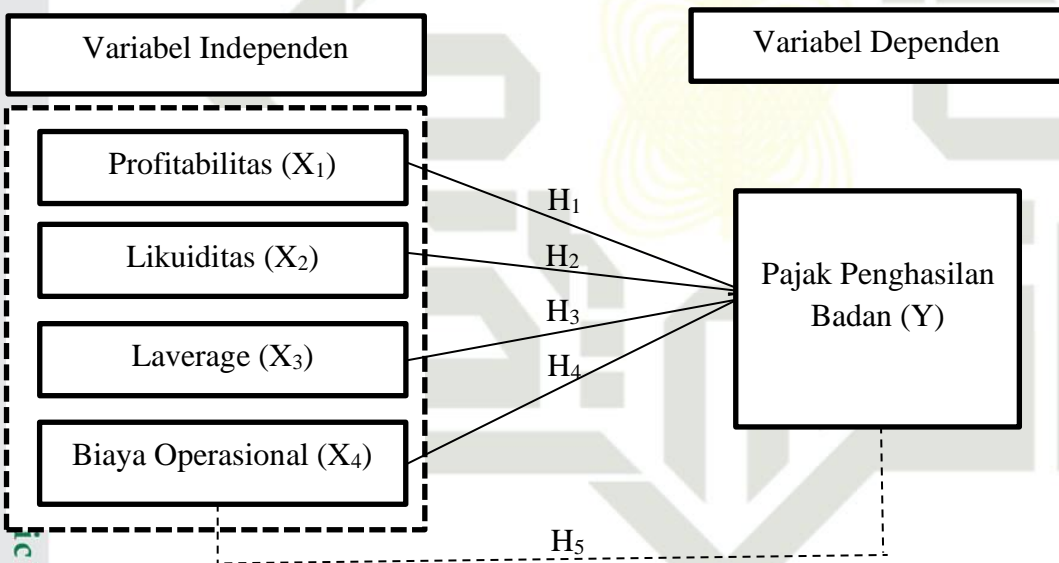 Variabel Independen
Variabel Dependen
Profitabilitas (X₁)
H₁
Likuiditas (X₂)
H₂
Pajak Penghasilan
Badan (Y)
H₃
Laverage (X₃)
H₄
Biaya Operasional (X₄)
H₅
ic